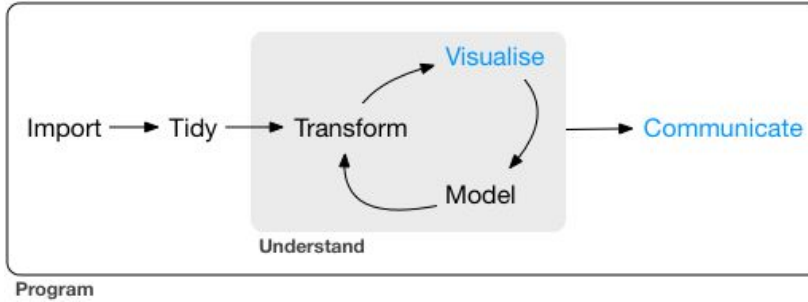 Visualise
Import
Tidy
Transform
Communicate
Model
Understand
Program